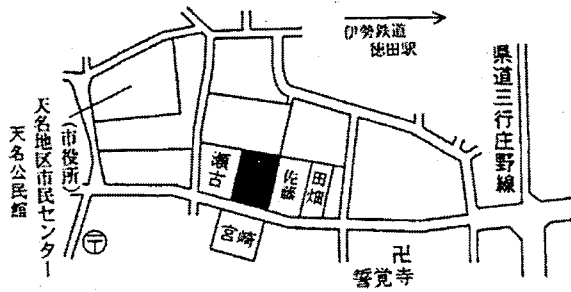 伊勢鉄道
徳田駅
県道三行庄野線
(市役所)
天名地区市民センター
天名公民館
瀬古
佐藤
田畑
宮崎
〒
卍
誓覚寺